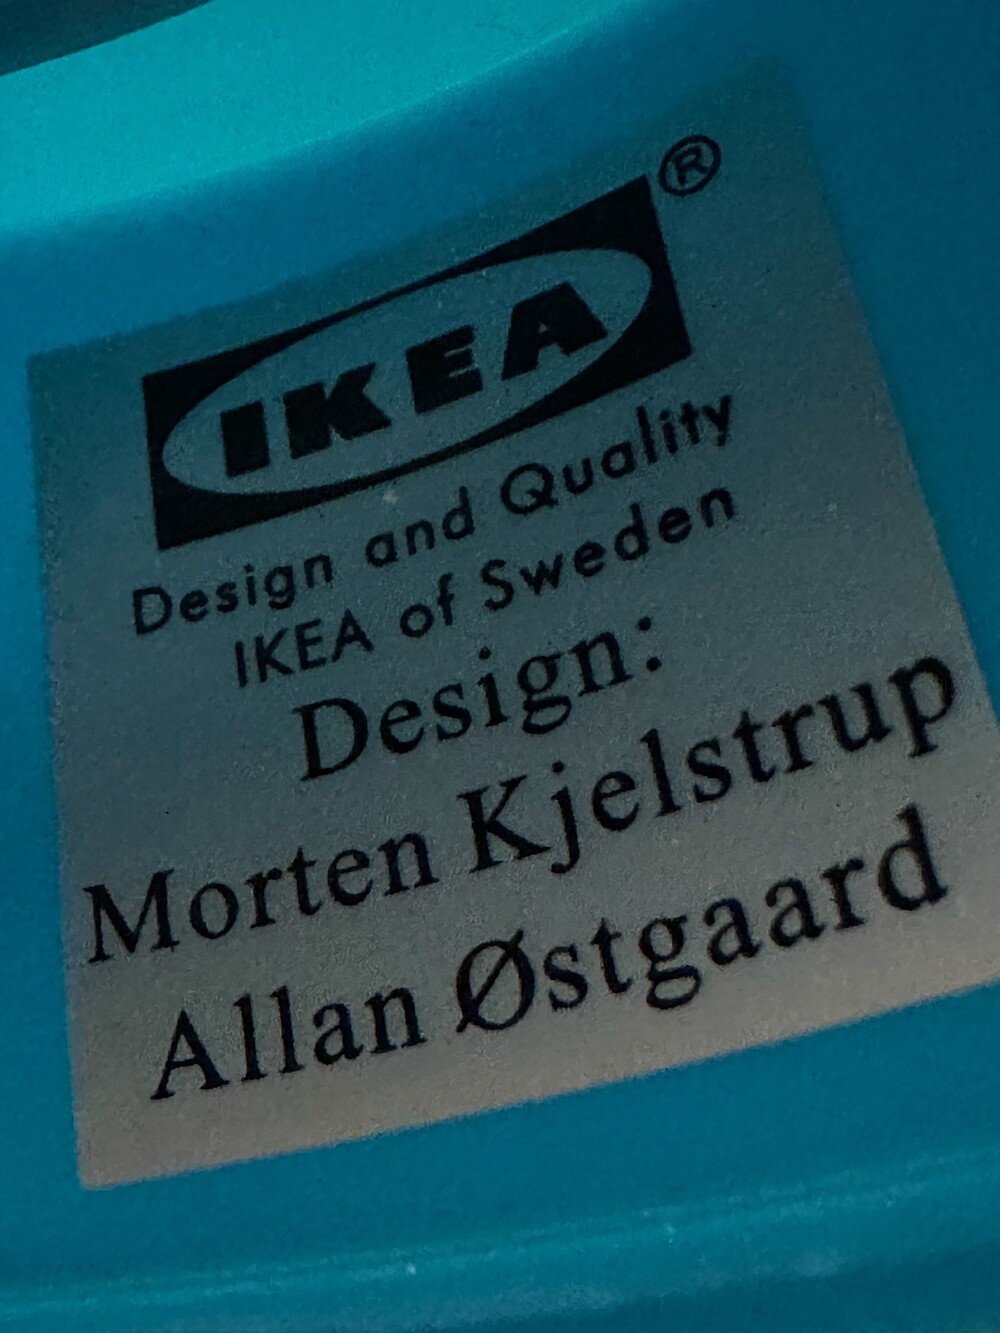 IKEA®
Design and Quality
IKEA of Sweden
Design:
Morten Kjelstrup
Allan Østgaard